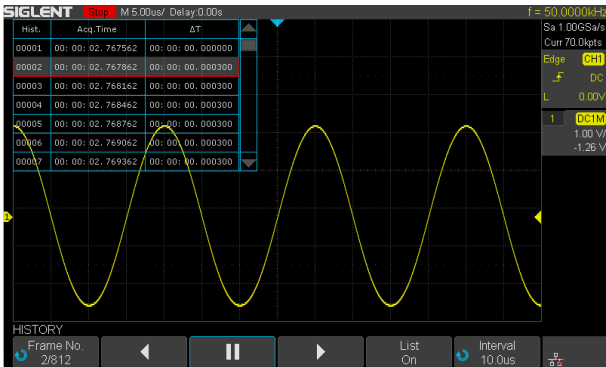 SIGLENT Stop M 5.00us/ Delay:0.00s f = 50.0000kHz
Hist. Acq.Time ΔT
00001 00: 00: 02. 767562 00: 00: 00. 000000
00002 00: 00: 02. 767862 00: 00: 00. 000300
00003 00: 00: 02. 768162 00: 00: 00. 000300
00004 00: 00: 02. 768462 00: 00: 00. 000300
00005 00: 00: 02. 768762 00: 00: 00. 000300
00006 00: 00: 02. 769062 00: 00: 00. 000300
00007 00: 00: 02. 769362 00: 00: 00. 000300
Sa 1.00GSa/s
Curr 70.0kpts
Edge CH1
DC
L 0.00V
1 DC1M
1.00 V/
-1.26 V
1
HISTORY
Frame No.
2/812
List
On
Interval
10.0us